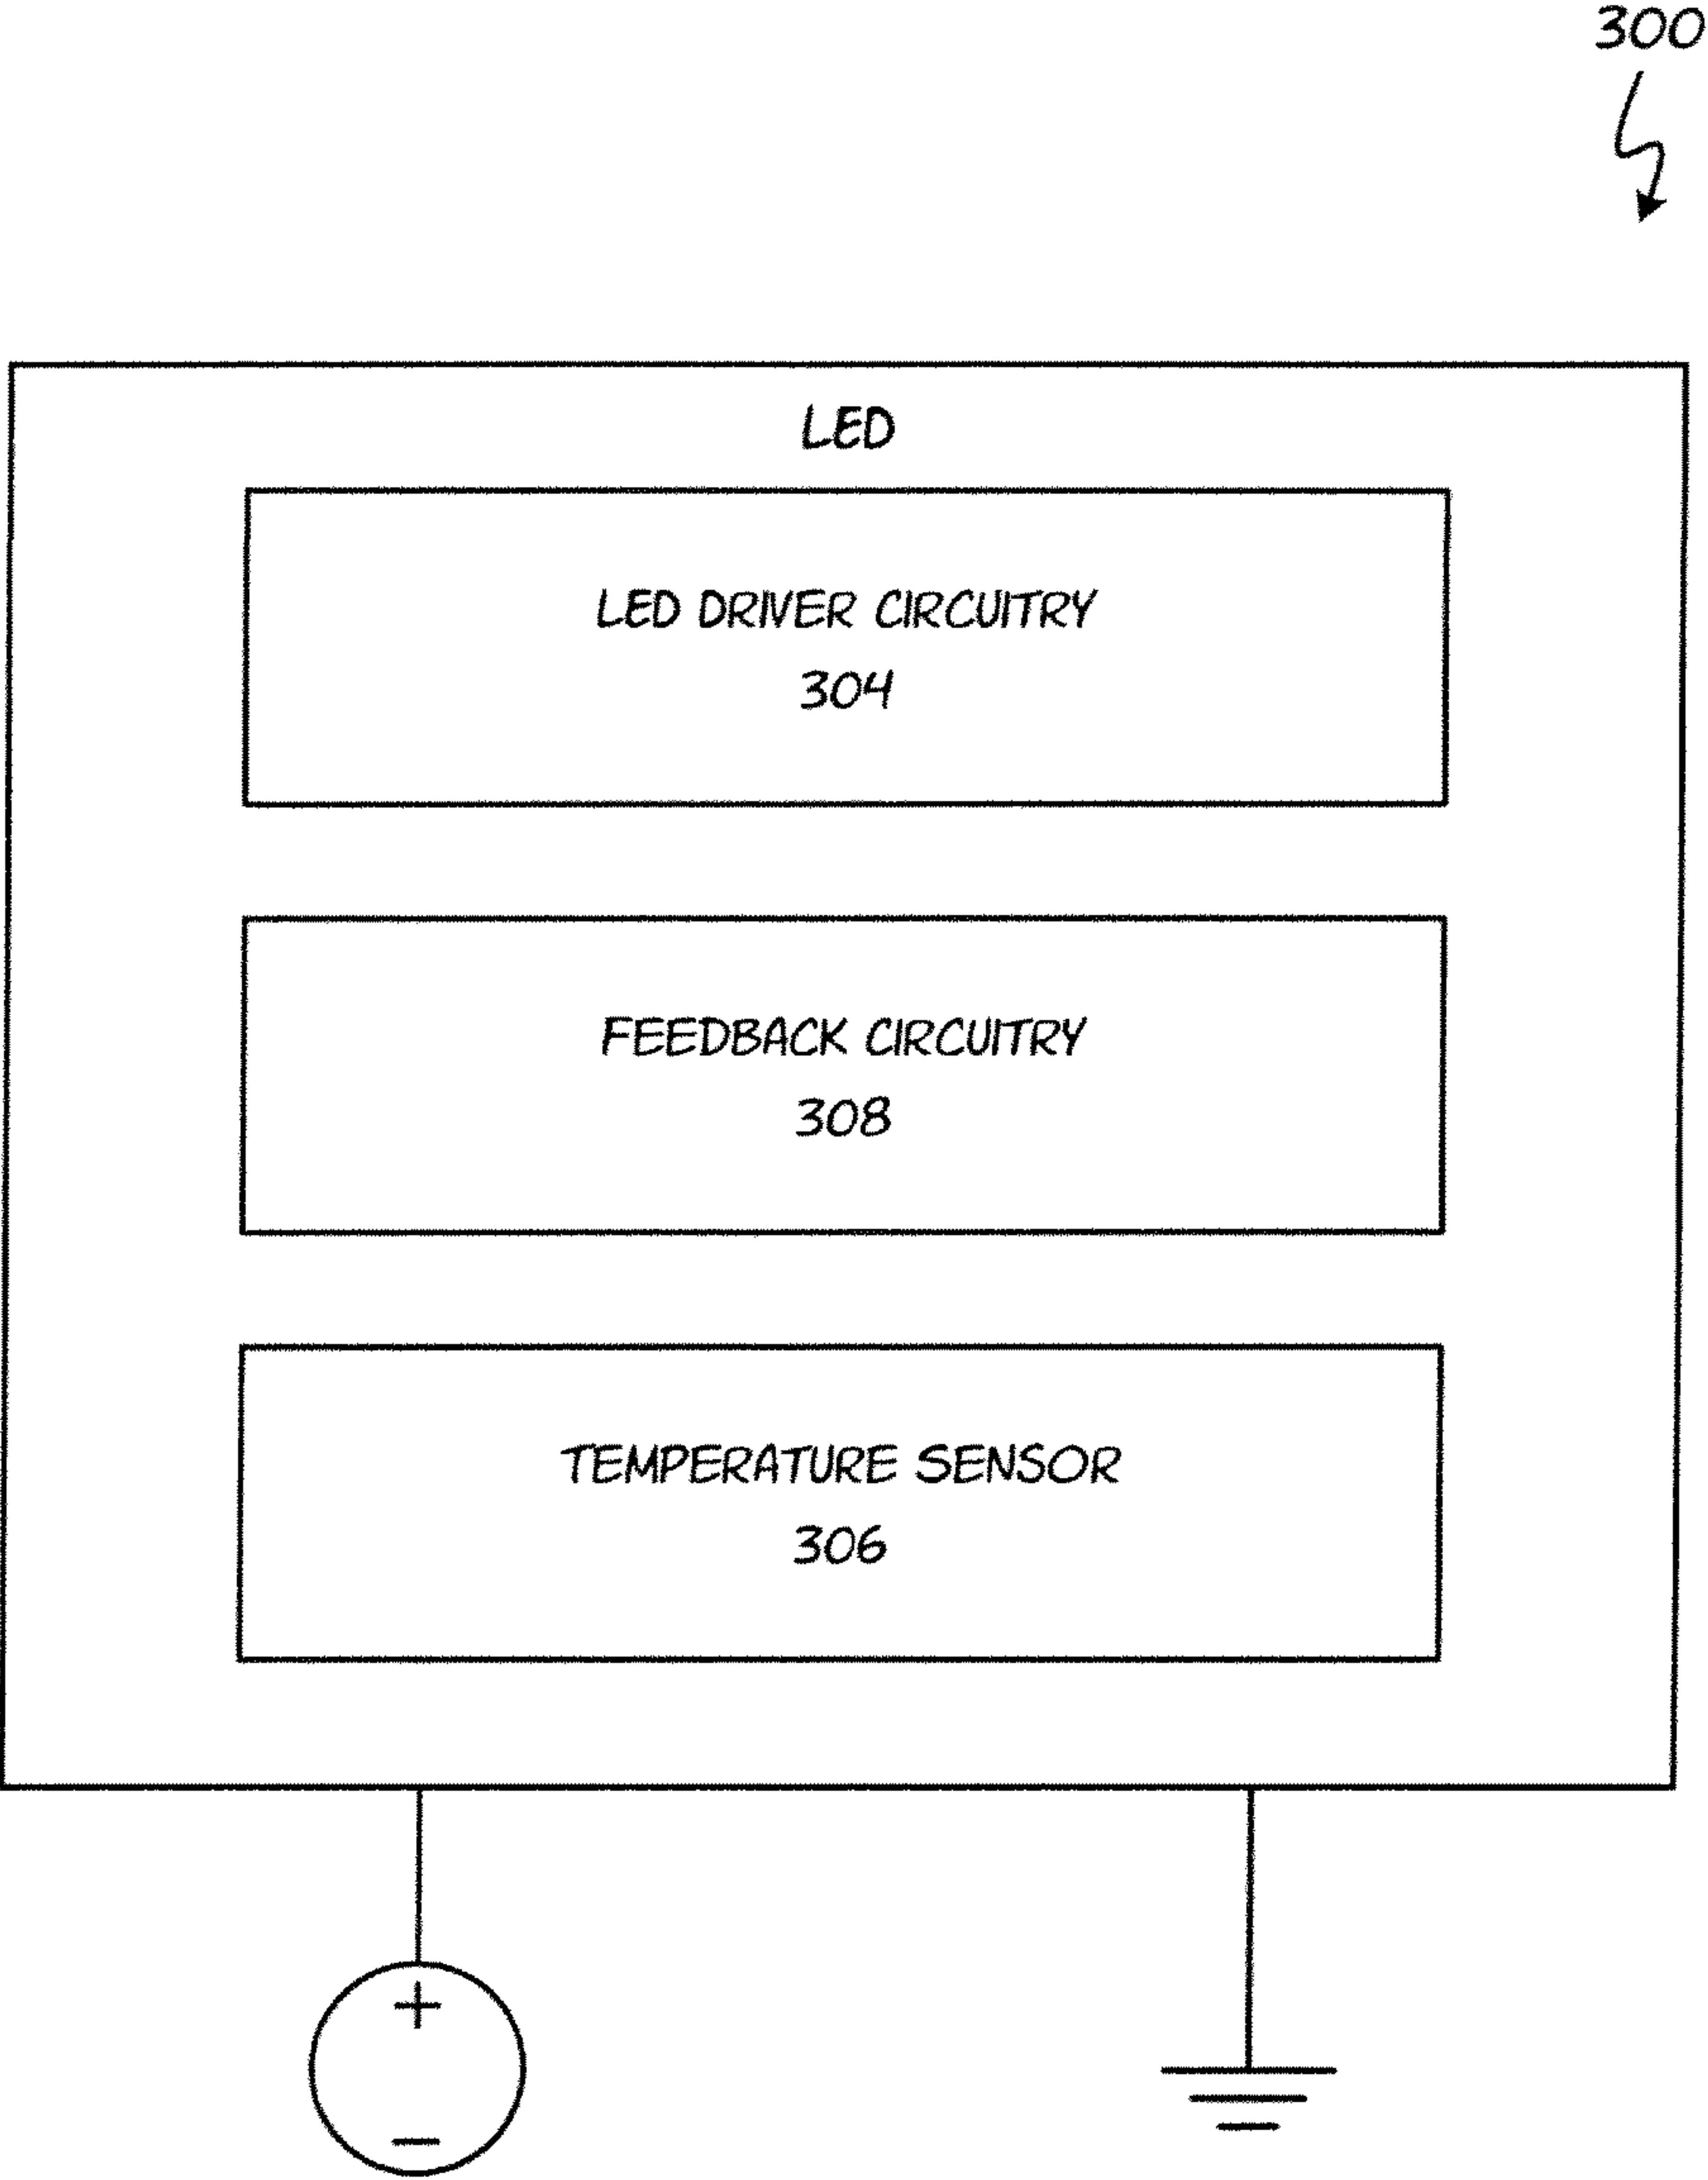 300
LED
LED DRIVER CIRCUITRY
304
FEEDBACK CIRCUITRY
308
TEMPERATURE SENSOR
306
+
−